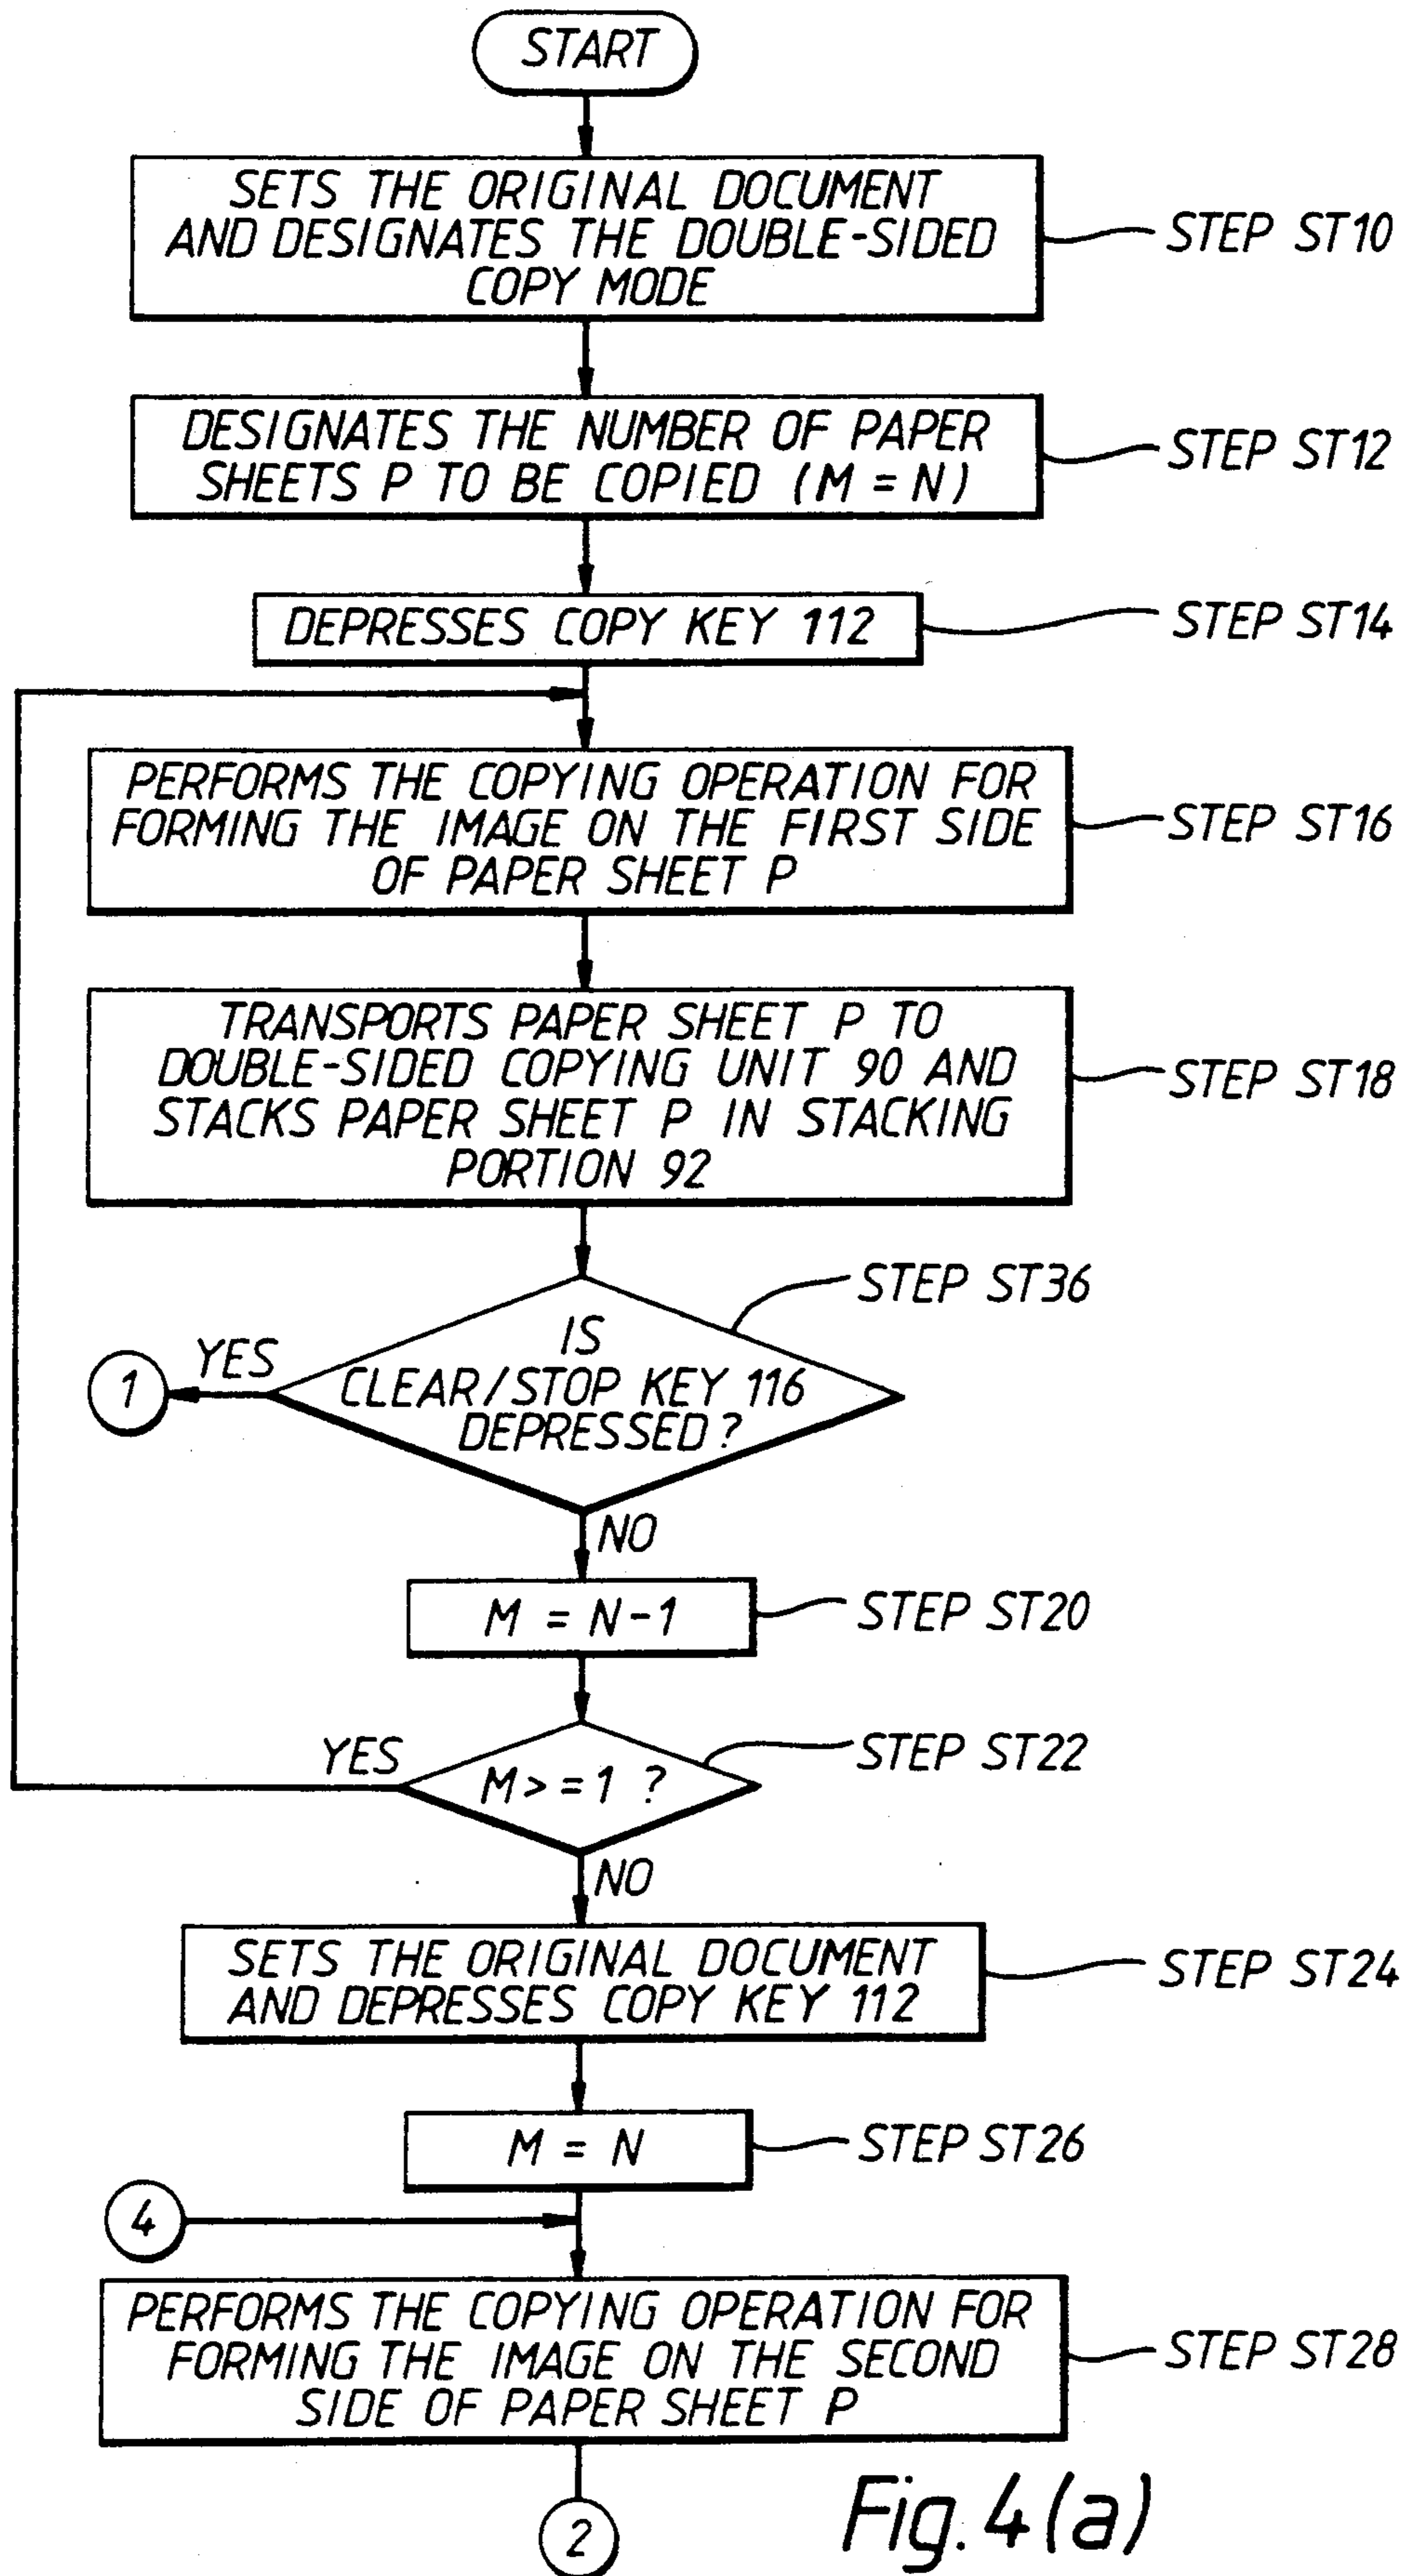 START
SETS THE ORIGINAL DOCUMENT
AND DESIGNATES THE DOUBLE-SIDED
COPY MODE
STEP ST10
DESIGNATES THE NUMBER OF PAPER
SHEETS P TO BE COPIED (M = N)
STEP ST12
DEPRESSES COPY KEY 112
STEP ST14
PERFORMS THE COPYING OPERATION FOR
FORMING THE IMAGE ON THE FIRST SIDE
OF PAPER SHEET P
STEP ST16
TRANSPORTS PAPER SHEET P TO
DOUBLE-SIDED COPYING UNIT 90 AND
STACKS PAPER SHEET P IN STACKING
PORTION 92
STEP ST18
IS
CLEAR/STOP KEY 116
DEPRESSED?
STEP ST36
YES
1
NO
M = N-1
STEP ST20
M>=1 ?
STEP ST22
YES
NO
SETS THE ORIGINAL DOCUMENT
AND DEPRESSES COPY KEY 112
STEP ST24
M = N
STEP ST26
4
PERFORMS THE COPYING OPERATION FOR
FORMING THE IMAGE ON THE SECOND
SIDE OF PAPER SHEET P
STEP ST28
2
Fig. 4(a)